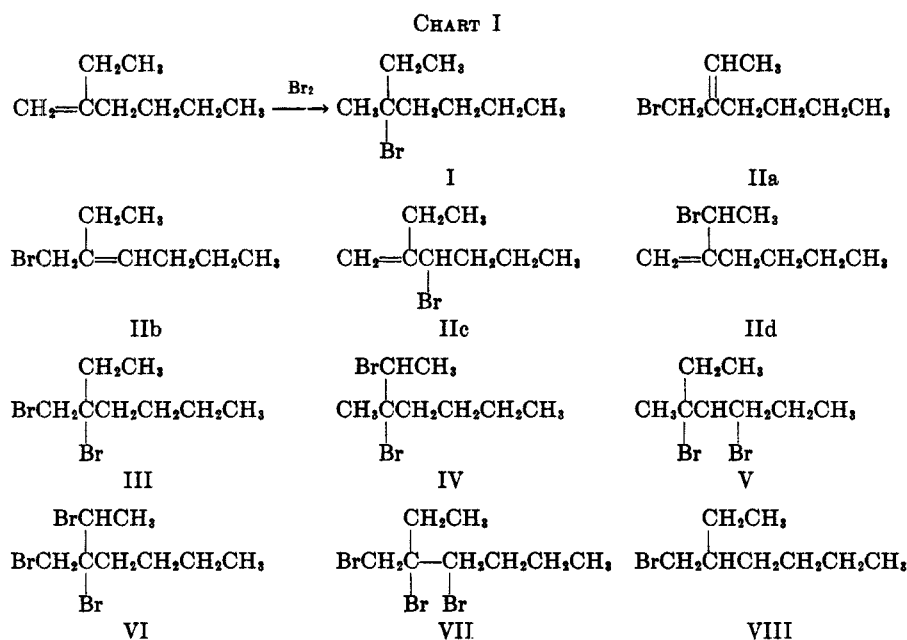 CHART I
CH₂CH₃ CH₂CH₃ CHCH₃
CH₂=CCH₂CH₂CH₂CH₃ Br₂⟶ CH₃CCH₂CH₂CH₂CH₃ BrCH₂CCH₂CH₂CH₂CH₃
Br
I IIa
CH₂CH₃ CH₂CH₃ BrCHCH₃
BrCH₂C=CHCH₂CH₂CH₃ CH₂=CCHCH₂CH₂CH₃ CH₂=CCH₂CH₂CH₂CH₃
Br
IIb IIc IId
CH₂CH₃ BrCHCH₃ CH₂CH₃
BrCH₂CCH₂CH₂CH₂CH₃ CH₃CCH₂CH₂CH₂CH₃ CH₃CCHCHCH₂CH₃
Br Br Br Br
III IV V
BrCHCH₃ CH₂CH₃ CH₂CH₃
BrCH₂CCH₂CH₂CH₂CH₃ BrCH₂C—CH₂CH₂CH₂CH₃ BrCH₂CHCH₂CH₂CH₂CH₃
Br Br Br
VI VII VIII